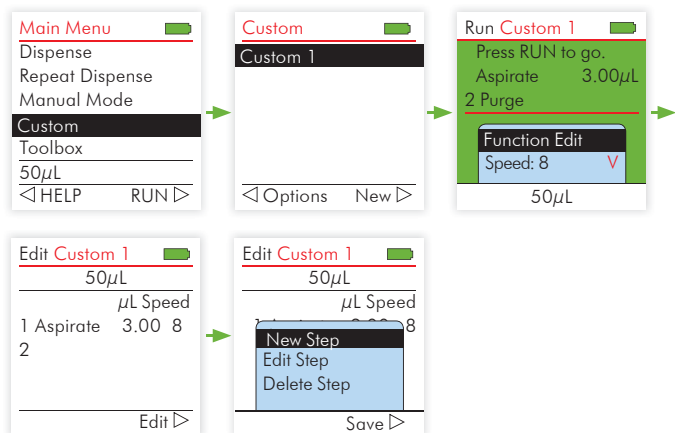 Main Menu
Dispense
Repeat Dispense
Manual Mode
Custom
Toolbox
50µL
◁ HELP RUN ▷
Custom
Custom 1
◁ Options New ▷
Run Custom 1
Press RUN to go.
Aspirate 3.00µL
2 Purge
Function Edit
Speed: 8 V
50µL
Edit Custom 1
50µL
µL Speed
1 Aspirate 3.00 8
2
Edit ▷
Edit Custom 1
50µL
µL Speed
8
New Step
Edit Step
Delete Step
Save ▷